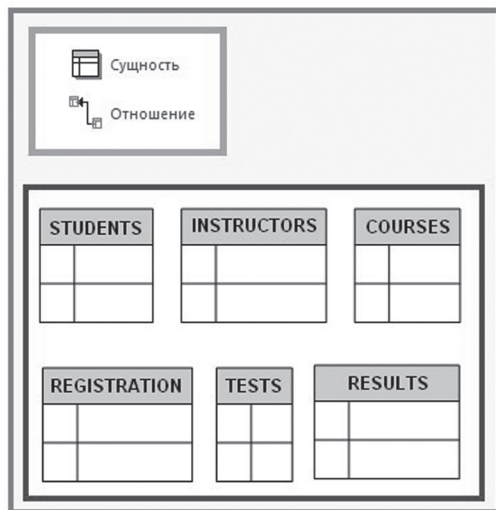 Сущность
Отношение
STUDENTS INSTRUCTORS COURSES
REGISTRATION TESTS RESULTS